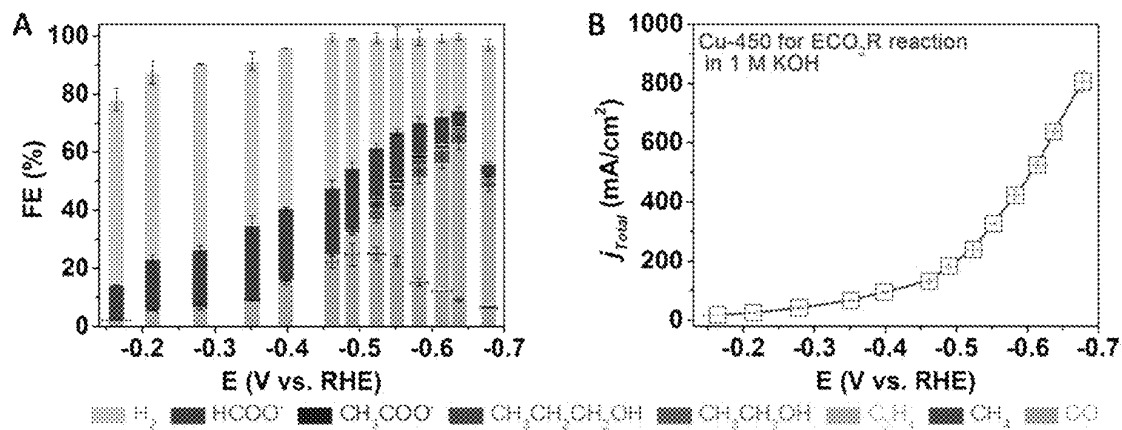 A
FE (%)
100
80
60
40
20
0
-0.2 -0.3 -0.4 -0.5 -0.6 -0.7
E (V vs. RHE)
B
j_Total (mA/cm²)
1000
800
600
400
200
0
Cu-450 for ECO₂R reaction
in 1 M KOH
-0.2 -0.3 -0.4 -0.5 -0.6 -0.7
E (V vs. RHE)
H₂ HCOO⁻ CH₃COO⁻ CH₃CH₂CH₂OH CH₃CH₂OH C₂H₄ CO